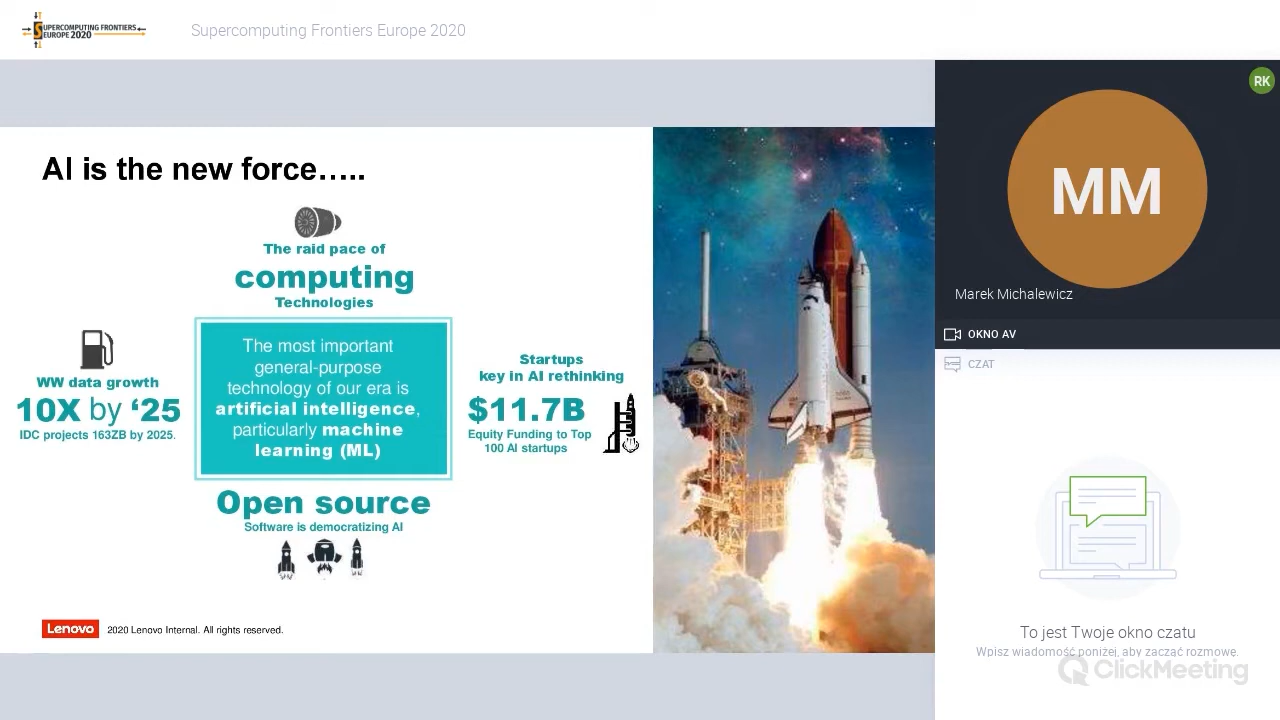 SUPERCOMPUTING FRONTIERS
EUROPE 2020
Supercomputing Frontiers Europe 2020
AI is the new force…..
The raid pace of
computing
Technologies
WW data growth
10X by ‘25
IDC projects 163ZB by 2025.
The most important
general-purpose
technology of our era is
artificial intelligence,
particularly machine
learning (ML)
Startups
key in AI rethinking
$11.7B
Equity Funding to Top
100 AI startups
Open source
Software is democratizing AI
Lenovo
2020 Lenovo Internal. All rights reserved.
RK
MM
Marek Michalewicz
OKNO AV
CZAT
To jest Twoje okno czatu
Wpisz wiadomość poniżej, aby zacząć rozmowę.
ClickMeeting